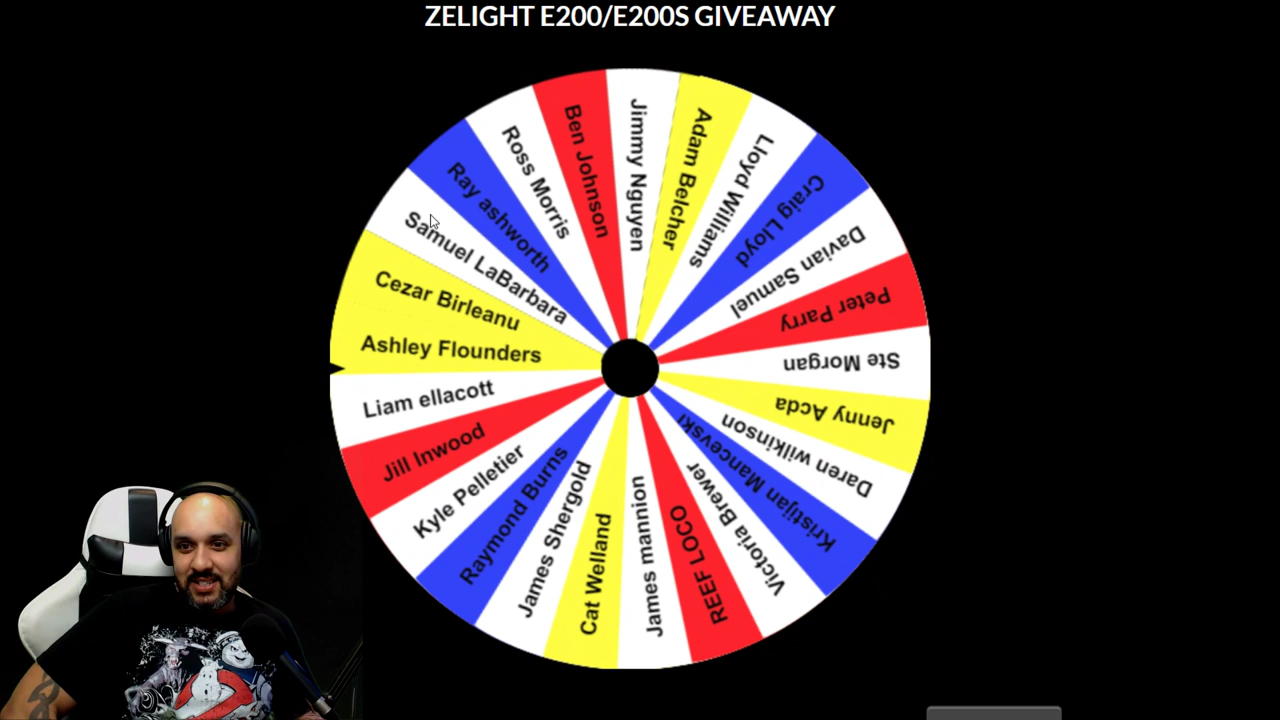 ZELIGHT E200/E200S GIVEAWAY
Jimmy Nguyen
Adam Belcher
Lloyd Williams
Craig Lloyd
Davian Samuel
Peter Parry
Ste Morgan
Jenny Acda
Daren wilkinson
Kristijan Mancevski
Victoria Brewer
REEF LOCO
James mannion
Cat Welland
James Shergold
Raymond Burns
Kyle Pelletier
Jill Inwood
Liam ellacott
Ashley Flounders
Cezar Birleanu
Samuel LaBarbara
Ray ashworth
Ross Morris
Ben Johnson